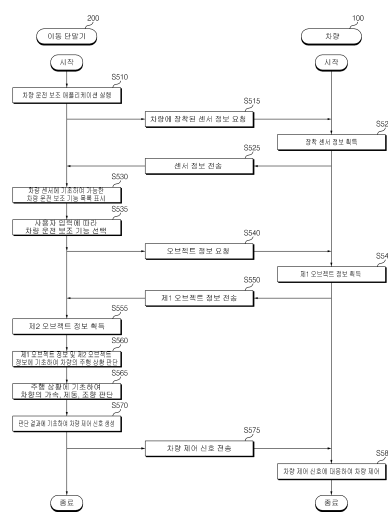 200
100
이동 단말기
차량
시작
시작
S510
차량 운전 보조 애플리케이션 실행
S515
차량에 장착된 센서 정보 요청
S52
장착 센서 정보 획득
S525
센서 정보 전송
S530
차량 센서에 기초하여 가능한
차량 운전 보조 기능 목록 표시
S535
사용자 입력에 따라
차량 운전 보조 기능 선택
S540
오브젝트 정보 요청
S54
제1 오브젝트 정보 획득
S550
제1 오브젝트 정보 전송
S555
제2 오브젝트 정보 획득
S560
제1 오브젝트 정보 및 제2 오브젝트
정보에 기초하여 차량의 주행 상황 판단
S565
주행 상황에 기초하여
차량의 가속, 제동, 조향 판단
S570
판단 결과에 기초하여 차량 제어 신호 생성
S575
차량 제어 신호 전송
S58
차량 제어 신호에 대응하여 차량 제어
종료
종료